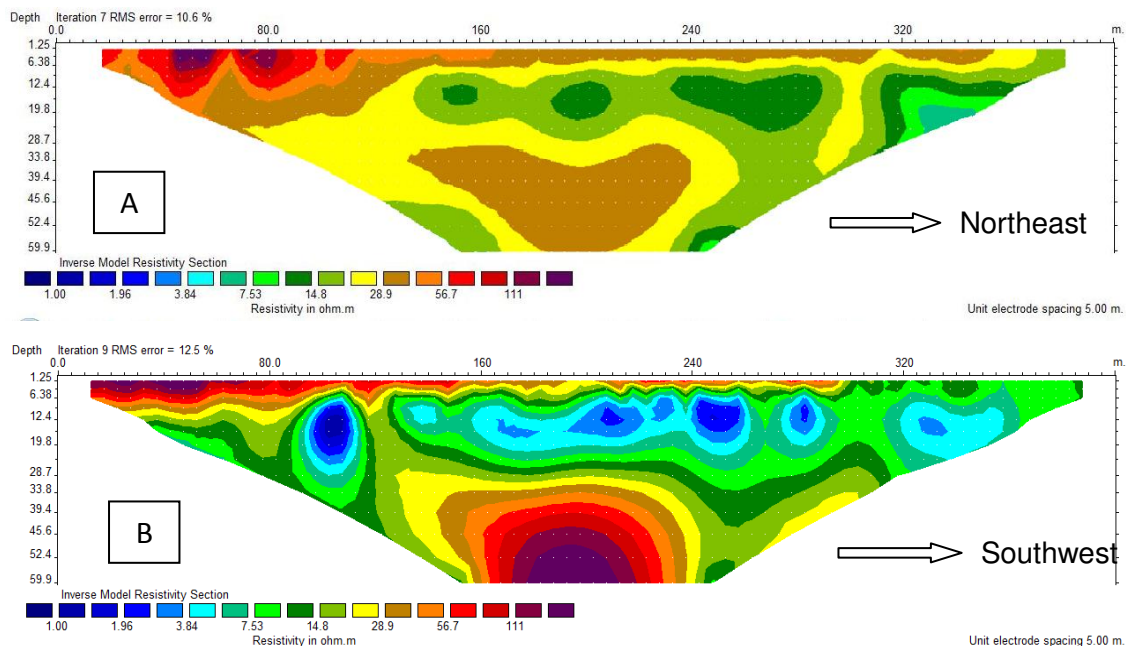 Depth Iteration 7 RMS error = 10.6 %
0.0 80.0 160 240 320 m.
1.25
6.38
12.4
19.8
28.7
33.8
39.4
45.6
52.4
59.9
A
Northeast
Inverse Model Resistivity Section
1.00 1.96 3.84 7.53 14.8 28.9 56.7 111
Resistivity in ohm.m
Unit electrode spacing 5.00 m.
Depth Iteration 9 RMS error = 12.5 %
0.0 80.0 160 240 320 m.
1.25
6.38
12.4
19.8
28.7
33.8
39.4
45.6
52.4
59.9
B
Southwest
Inverse Model Resistivity Section
1.00 1.96 3.84 7.53 14.8 28.9 56.7 111
Resistivity in ohm.m
Unit electrode spacing 5.00 m.